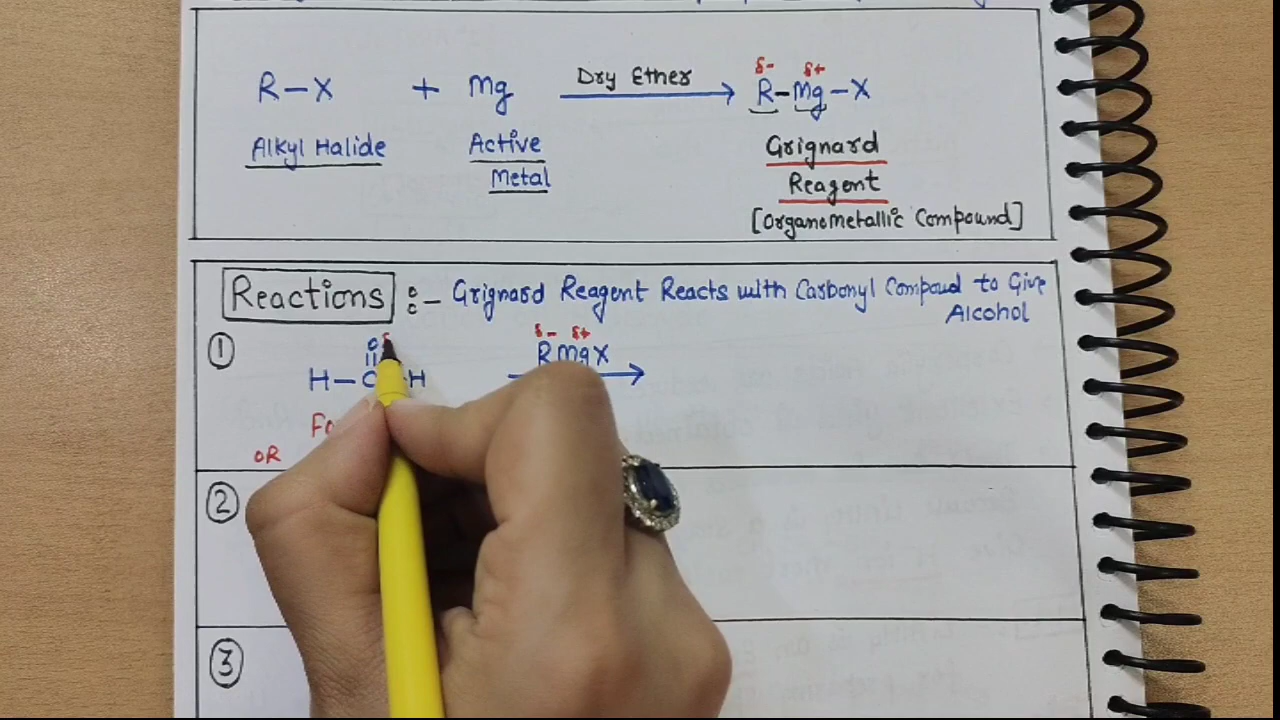 δ- δ+
R-X + Mg Dry Ether R-Mg-X
Alkyl Halide Active Grignard
Metal Reagent
[Organometallic Compound]
Reactions :- Grignard Reagent Reacts with Carbonyl Compound to Give
Alcohol
① O δ- δ+
RMgX
H-C-H
OR
②
③